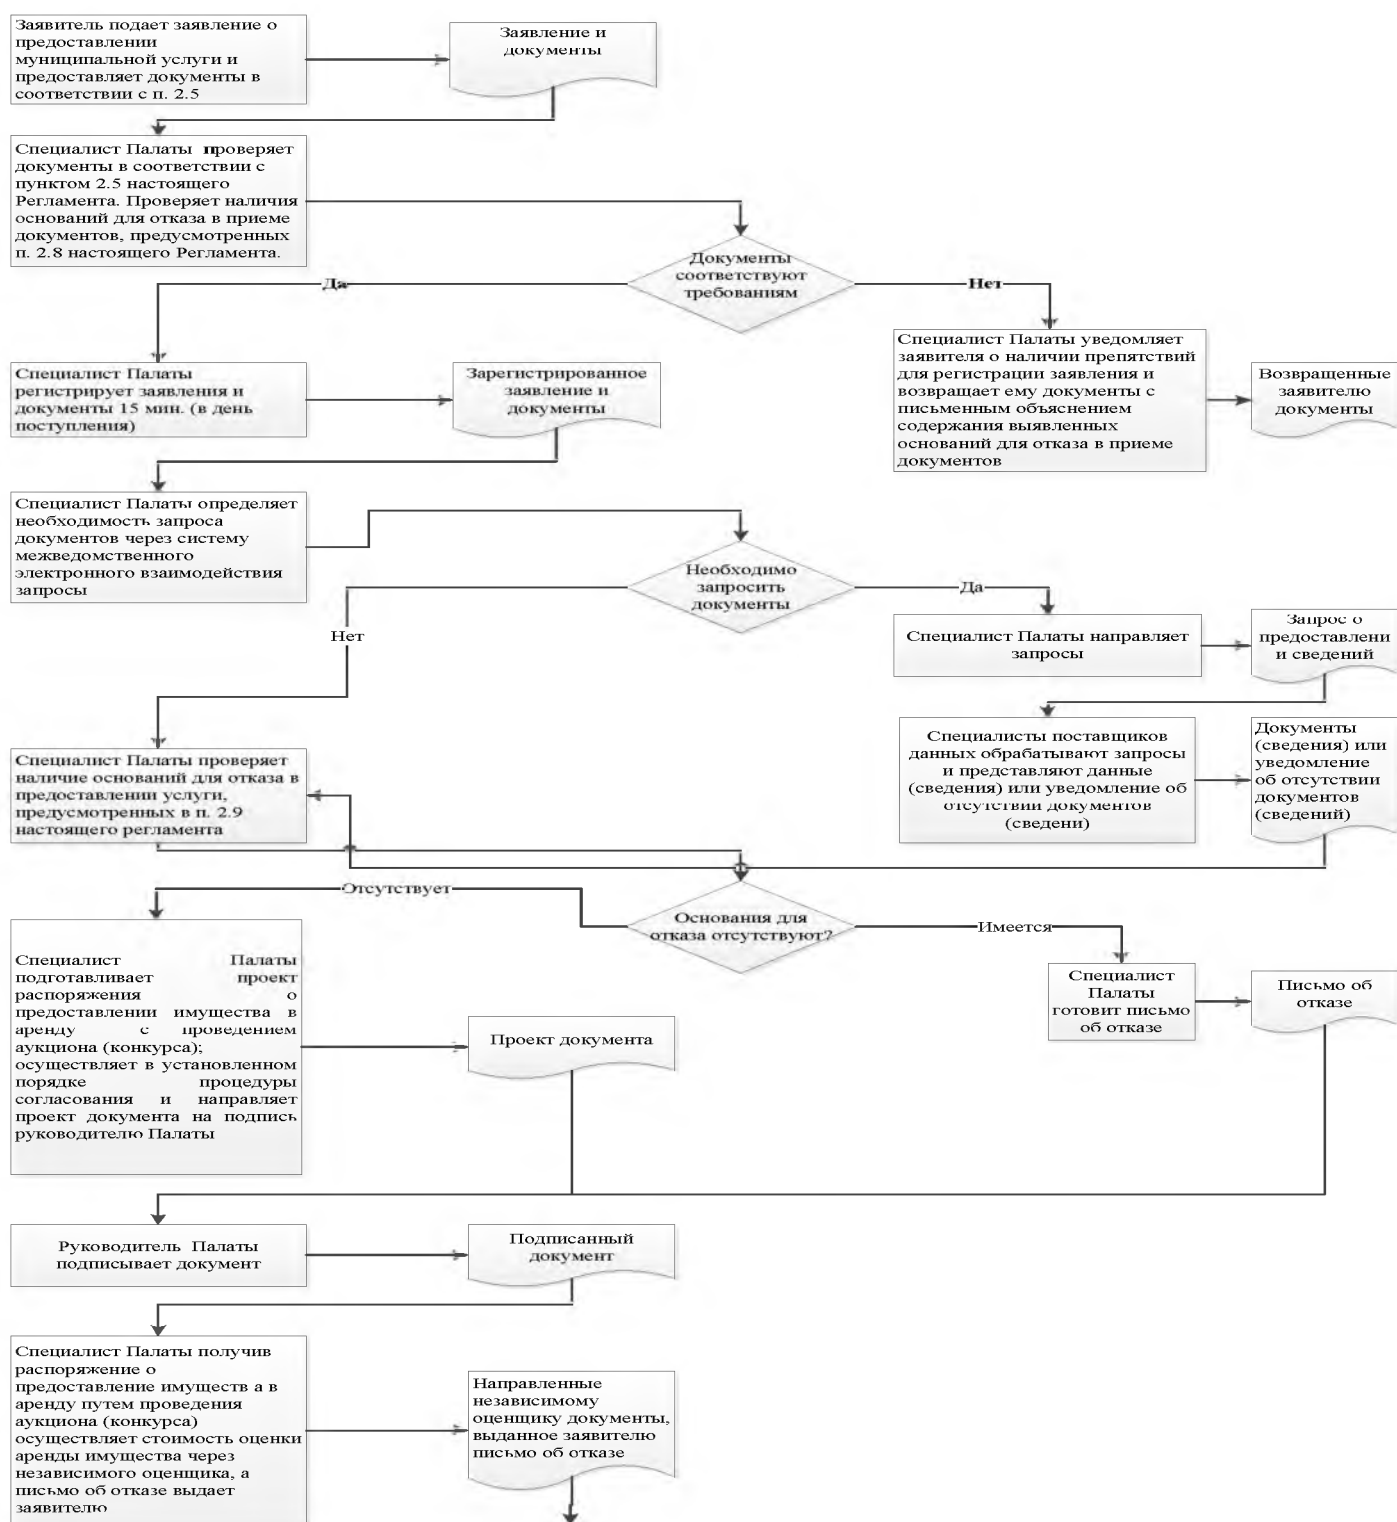 Заявитель подает заявление о
предоставлении
муниципальной услуги и
предоставляет документы в
соответствии с п. 2.5
Заявление и
документы
Специалист Палаты проверяет
документы в соответствии с
пунктом 2.5 настоящего
Регламента. Проверяет наличия
оснований для отказа в приеме
документов, предусмотренных
п. 2.8 настоящего Регламента.
Документы
соответствуют
требованиям
Да
Нет
Специалист Палаты
регистрирует заявления и
документы 15 мин. (в день
поступления)
Зарегистрированное
заявление и
документы
Специалист Палаты уведомляет
заявителя о наличии препятствий
для регистрации заявления и
возвращает ему документы с
письменным объяснением
содержания выявленных
оснований для отказа в приеме
документов
Возвращенные
заявителю
документы
Специалист Палаты определяет
необходимость запроса
документов через систему
межведомственного
электронного взаимодействия
запросы
Необходимо
запросить
документы
Да
Нет
Специалист Палаты направляет
запросы
Запрос о
предоставлени
и сведений
Специалисты поставщиков
данных обрабатывают запросы
и представляют данные
(сведения) или уведомление об
отсутствии документов
(сведени)
Документы
(сведения) или
уведомление
об отсутствии
документов
(сведений)
Специалист Палаты проверяет
наличие оснований для отказа в
предоставлении услуги,
предусмотренных в п. 2.9
настоящего регламента
Основания для
отказа отсутствуют?
Отсутствует
Имеется
Специалист Палаты
подготавливает проект
распоряжения о
предоставлении имущества в
аренду с проведением
аукциона (конкурса);
осуществляет в установленном
порядке процедуры
согласования и направляет
проект документа на подпись
руководителю Палаты
Проект документа
Специалист
Палаты
готовит письмо
об отказе
Письмо об
отказе
Руководитель Палаты
подписывает документ
Подписанный
документ
Специалист Палаты получив
распоряжение о
предоставление имуществ а в
аренду путем проведения
аукциона (конкурса)
осуществляет стоимость оценки
аренды имущества через
независимого оценщика, а
письмо об отказе выдает
заявителю
Направленные
независимому
оценщику документы,
выданное заявителю
письмо об отказе